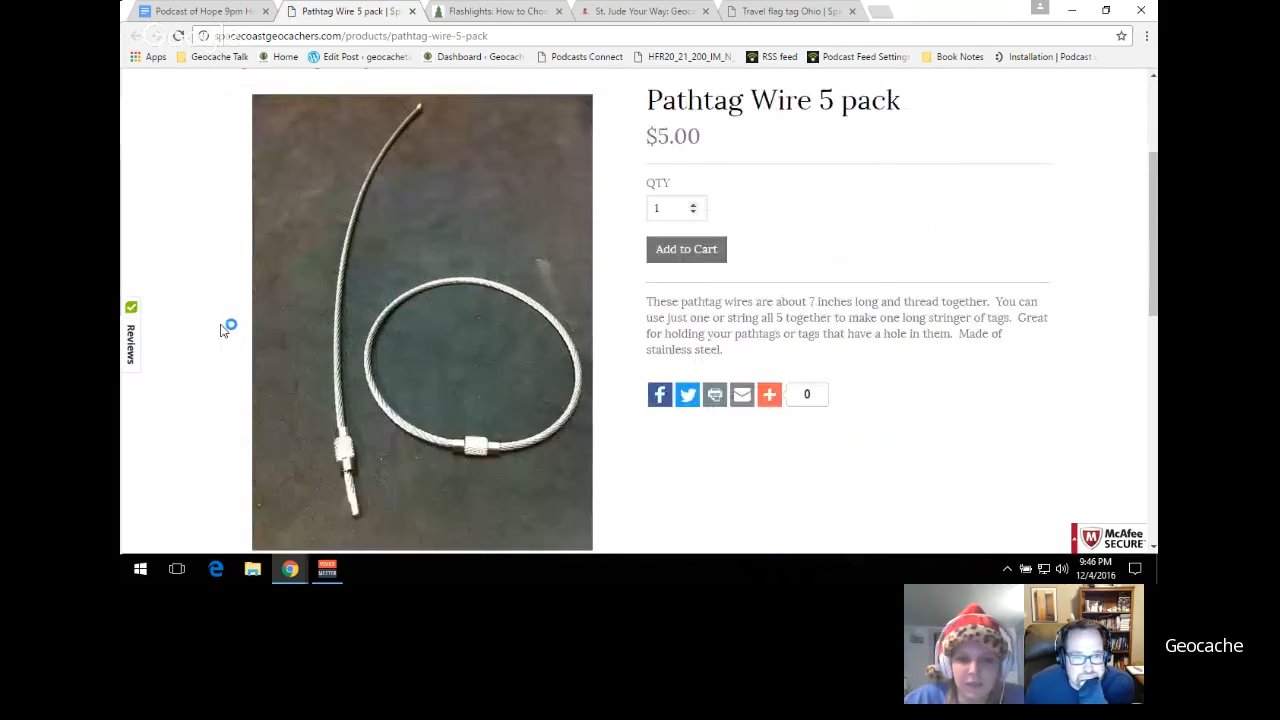 Podcast of Hope 9pm H
Pathtag Wire 5 pack | Sp
Flashlights: How to Choo
St. Jude Your Way: Geoca
Travel flag tag Ohio | Sp
spacecoastgeocachers.com/products/pathtag-wire-5-pack
Apps
Geocache Talk
Home
Edit Post ‹ geocacheta
Dashboard ‹ Geocach
Podcasts Connect
HFR20_21_200_IM_N
RSS feed
Podcast Feed Setting
Book Notes
Installation | Podcast
Pathtag Wire 5 pack
$5.00
QTY
1
Add to Cart
These pathtag wires are about 7 inches long and thread together. You can
use just one or string all 5 together to make one long stringer of tags. Great
for holding your pathtags or tags that have a hole in them. Made of
stainless steel.
0
Reviews
McAfee
SECURE
VOICE
MEETER
9:46 PM
12/4/2016
Geocache